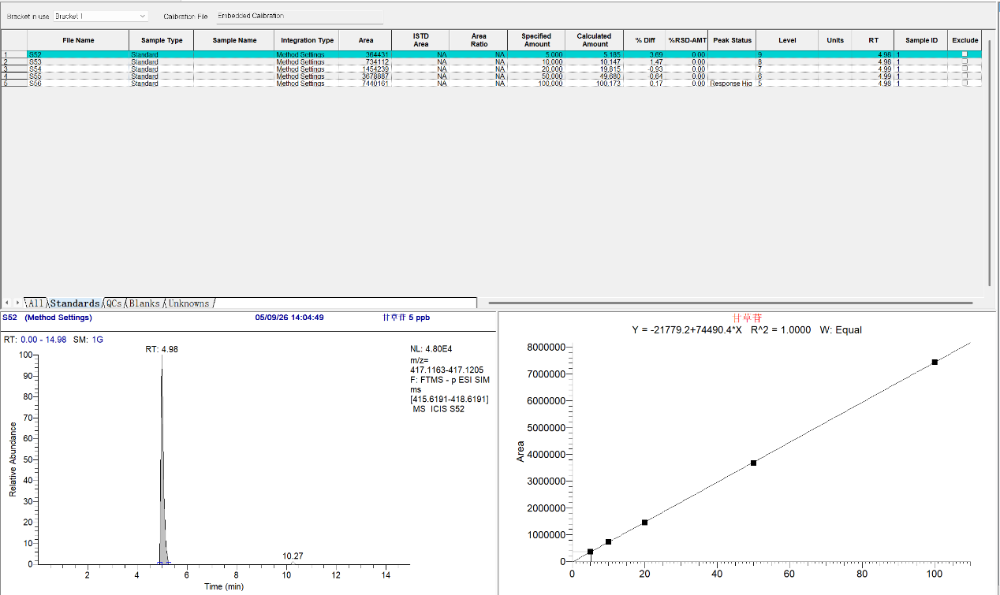 Bracket in use Bracket 1 Calibration File Embedded Calibration
File Name Sample Type Sample Name Integration Type Area ISTD Area Area Ratio Specified Amount Calculated Amount % Diff %RSD-AMT Peak Status Level Units RT Sample ID Exclude
1 S52 Standard Method Settings 364431 NA NA 5.000 5.185 3.69 0.00 9 4.98 1
2 S53 Standard Method Settings 734112 NA NA 10.000 10.147 1.47 0.00 8 4.98 1
3 S54 Standard Method Settings 1454239 NA NA 20.000 19.815 -0.93 0.00 7 4.99 1
4 S55 Standard Method Settings 3678887 NA NA 50.000 49.680 -0.64 0.00 6 4.99 1
5 S56 Standard Method Settings 7440161 NA NA 100.000 100.173 0.17 0.00 Response Hig 5 4.98 1
All Standards QCs Blanks Unknowns
S52 (Method Settings) 05/09/26 14:04:49 甘草苷 5 ppb
RT: 0.00 - 14.98 SM: 1G
RT: 4.98
NL: 4.80E4
m/z=
417.1163-417.1205
F: FTMS - p ESI SIM
ms
[415.6191-418.6191]
MS ICIS S52
100
90
80
70
60
50
40
30
20
10
0
Relative Abundance
10.27
2 4 6 8 10 12 14
Time (min)
甘草苷
Y = -21779.2+74490.4*X R^2 = 1.0000 W: Equal
8000000
7000000
6000000
5000000
4000000
3000000
2000000
1000000
0
Area
0 20 40 60 80 100